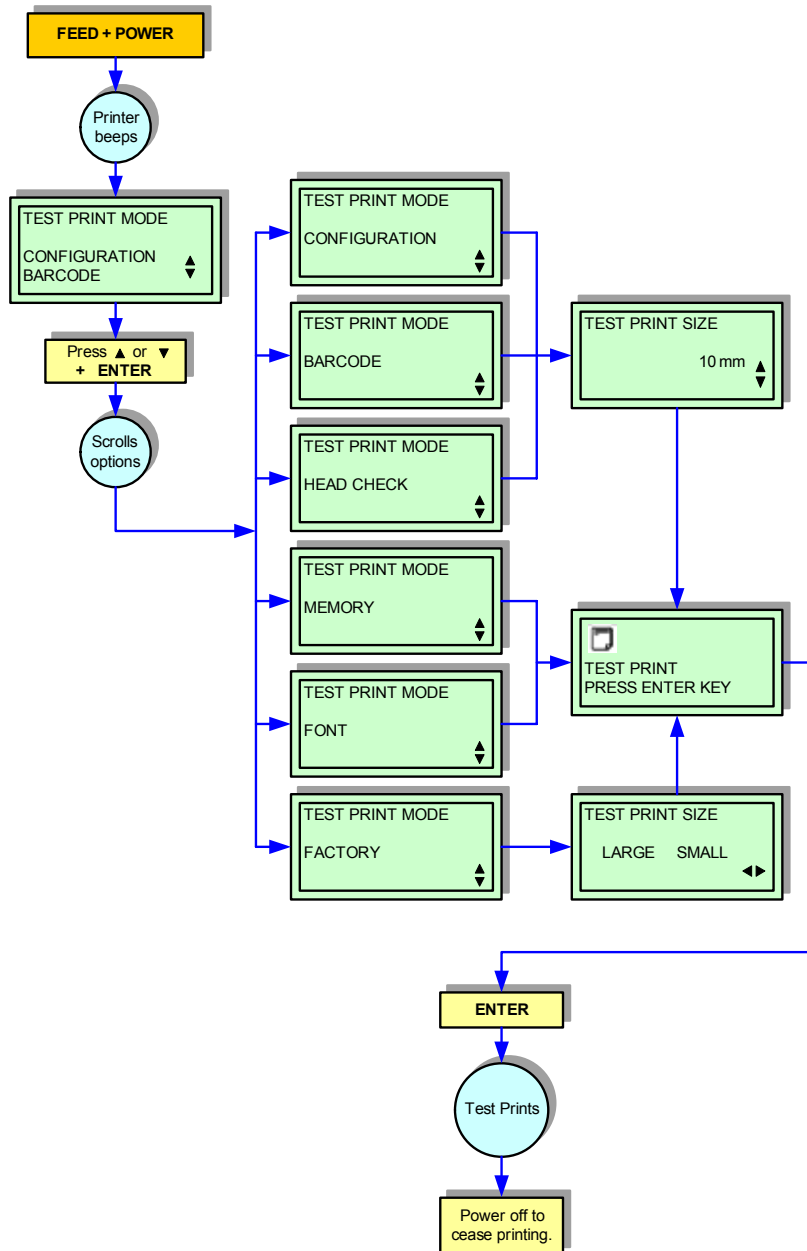 FEED + POWER
Printer
beeps
TEST PRINT MODE
CONFIGURATION ▲
BARCODE ▼
Press ▲ or ▼
+ ENTER
Scrolls
options
TEST PRINT MODE
CONFIGURATION
▲
▼
TEST PRINT MODE
BARCODE
▲
▼
TEST PRINT MODE
HEAD CHECK
▲
▼
TEST PRINT MODE
MEMORY
▲
▼
TEST PRINT MODE
FONT
▲
▼
TEST PRINT MODE
FACTORY
▲
▼
TEST PRINT SIZE
10 mm ▲
▼
TEST PRINT
PRESS ENTER KEY
TEST PRINT SIZE
LARGE SMALL
◄►
ENTER
Test Prints
Power off to
cease printing.